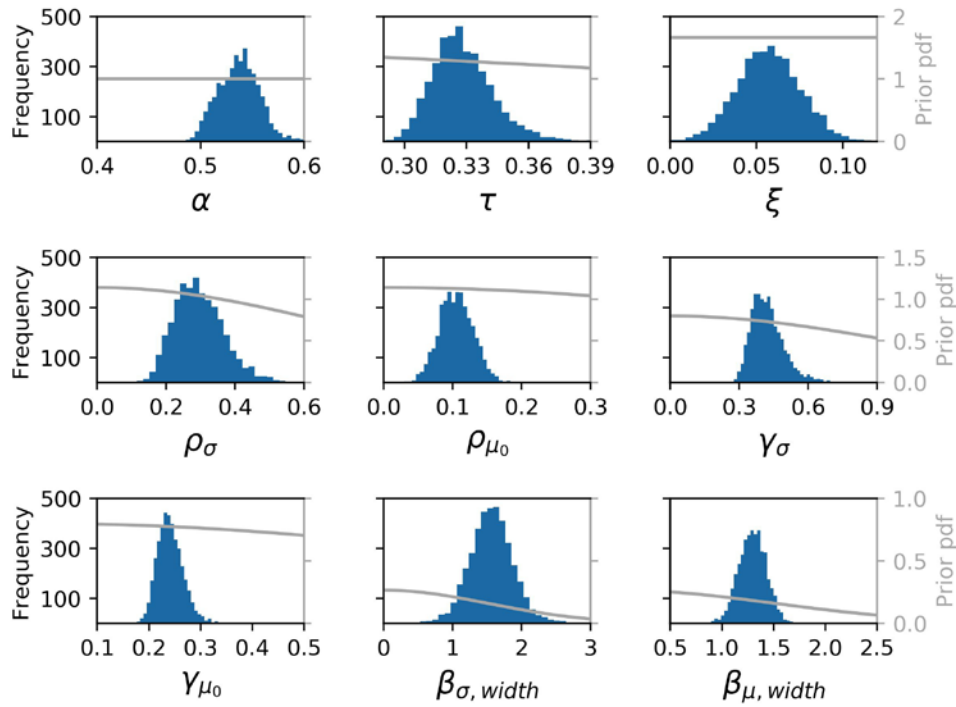 500
300
100
Frequency
0.4 0.5 0.6
α
0.30 0.33 0.36 0.39
τ
2
1
0
Prior pdf
0.00 0.05 0.10
ξ
500
300
100
Frequency
0.0 0.2 0.4 0.6
ρσ
0.0 0.1 0.2 0.3
ρμ0
1.5
1.0
0.5
0.0
Prior pdf
0.0 0.3 0.6 0.9
γσ
500
300
100
Frequency
0.1 0.2 0.3 0.4 0.5
γμ0
0 1 2 3
βσ, width
1.0
0.5
0.0
Prior pdf
0.5 1.0 1.5 2.0 2.5
βμ, width